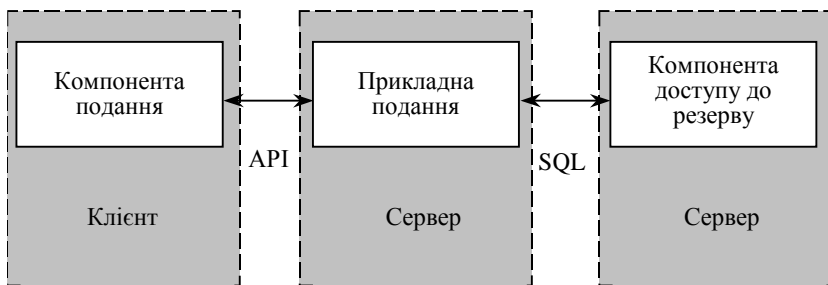 Компонента
подання
Прикладна
подання
Компонента
доступу до
резерву
API
SQL
Клієнт
Сервер
Сервер